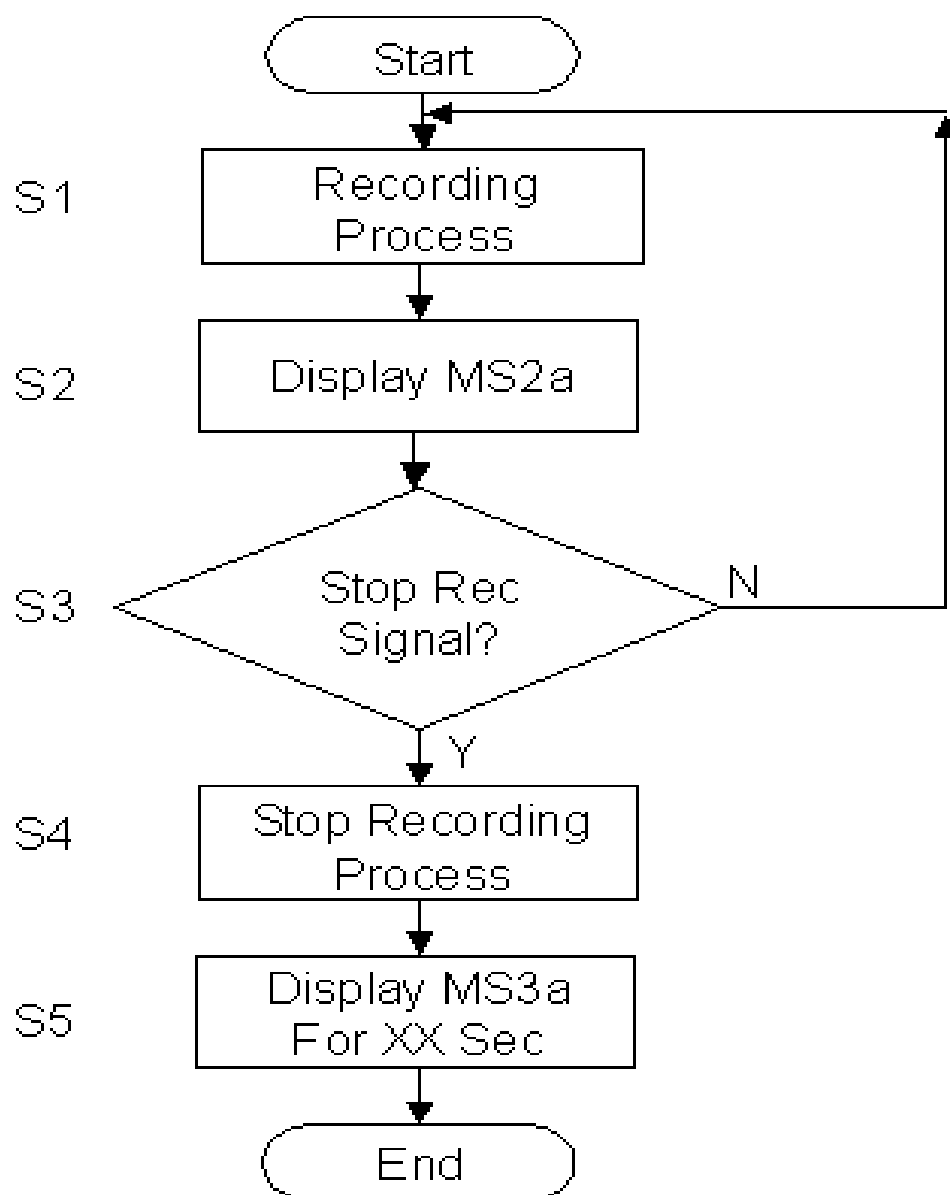 Start
S1
Recording
Process
S2
Display MS2a
S3
Stop Rec
Signal?
N
Y
S4
Stop Recording
Process
S5
Display MS3a
For XX Sec
End